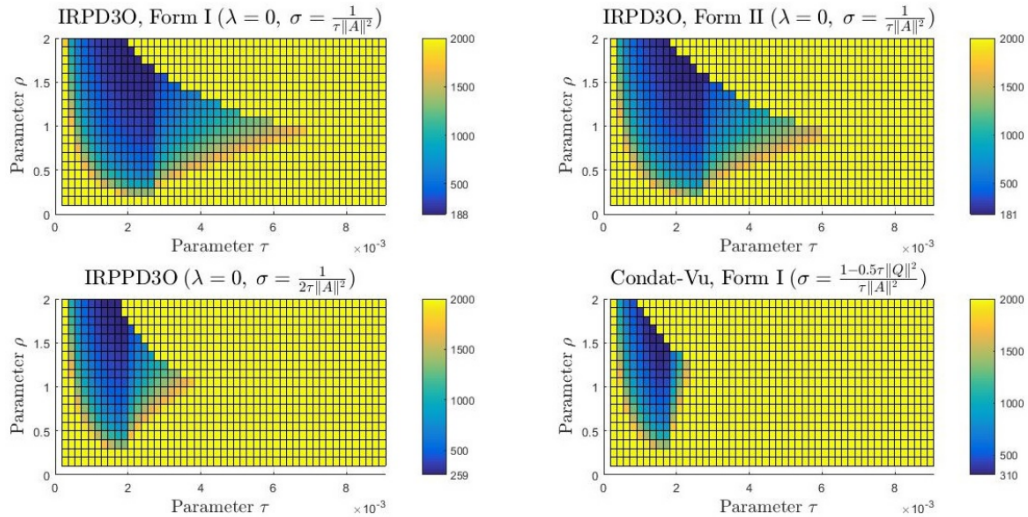 IRPD3O, Form I (λ = 0, σ = 1/(τ‖A‖²))
2
1.5
1
0.5
0
Parameter ρ
2 4 6 8
×10⁻³
Parameter τ
2000
1500
1000
500
188
IRPD3O, Form II (λ = 0, σ = 1/(τ‖A‖²))
2
1.5
1
0.5
0
Parameter ρ
0 2 4 6 8
×10⁻³
Parameter τ
2000
1500
1000
500
181
IRPPD3O (λ = 0, σ = 1/(2τ‖A‖²))
2
1.5
1
0.5
0
Parameter ρ
0 2 4 6 8
×10⁻³
Parameter τ
2000
1500
1000
500
259
Condat-Vu, Form I (σ = (1−0.5τ‖Q‖²)/(τ‖A‖²))
2
1.5
1
0.5
0
Parameter ρ
0 2 4 6 8
×10⁻³
Parameter τ
2000
1500
1000
500
310